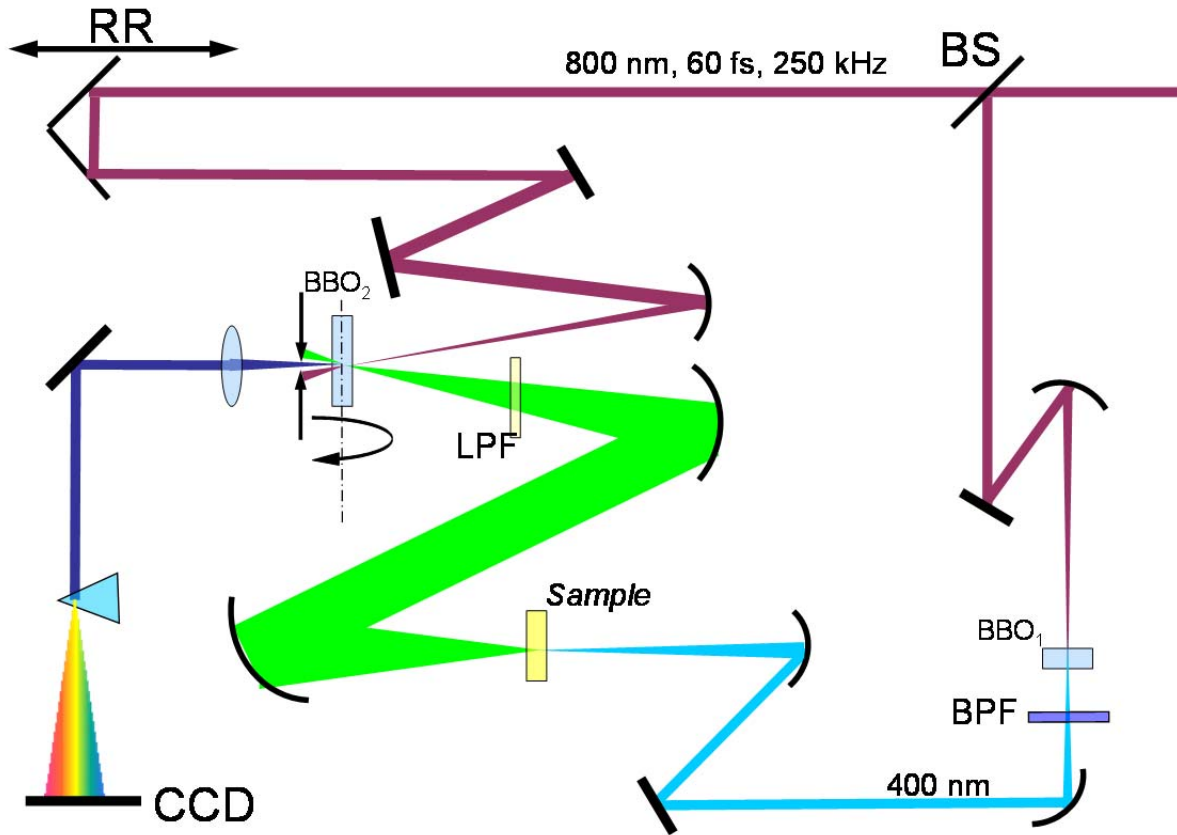 RR
BS
800 nm, 60 fs, 250 kHz
BBO₂
LPF
Sample
BBO₁
BPF
400 nm
CCD